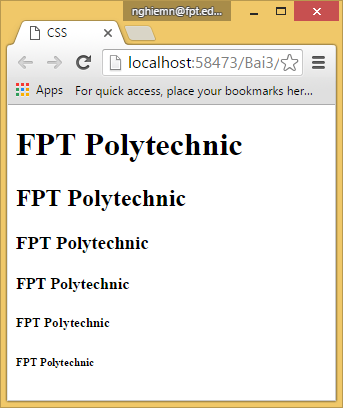 nghiemn@fpt.ed...
CSS
localhost:58473/Bai3/
Apps For quick access, place your bookmarks her...
FPT Polytechnic
FPT Polytechnic
FPT Polytechnic
FPT Polytechnic
FPT Polytechnic
FPT Polytechnic